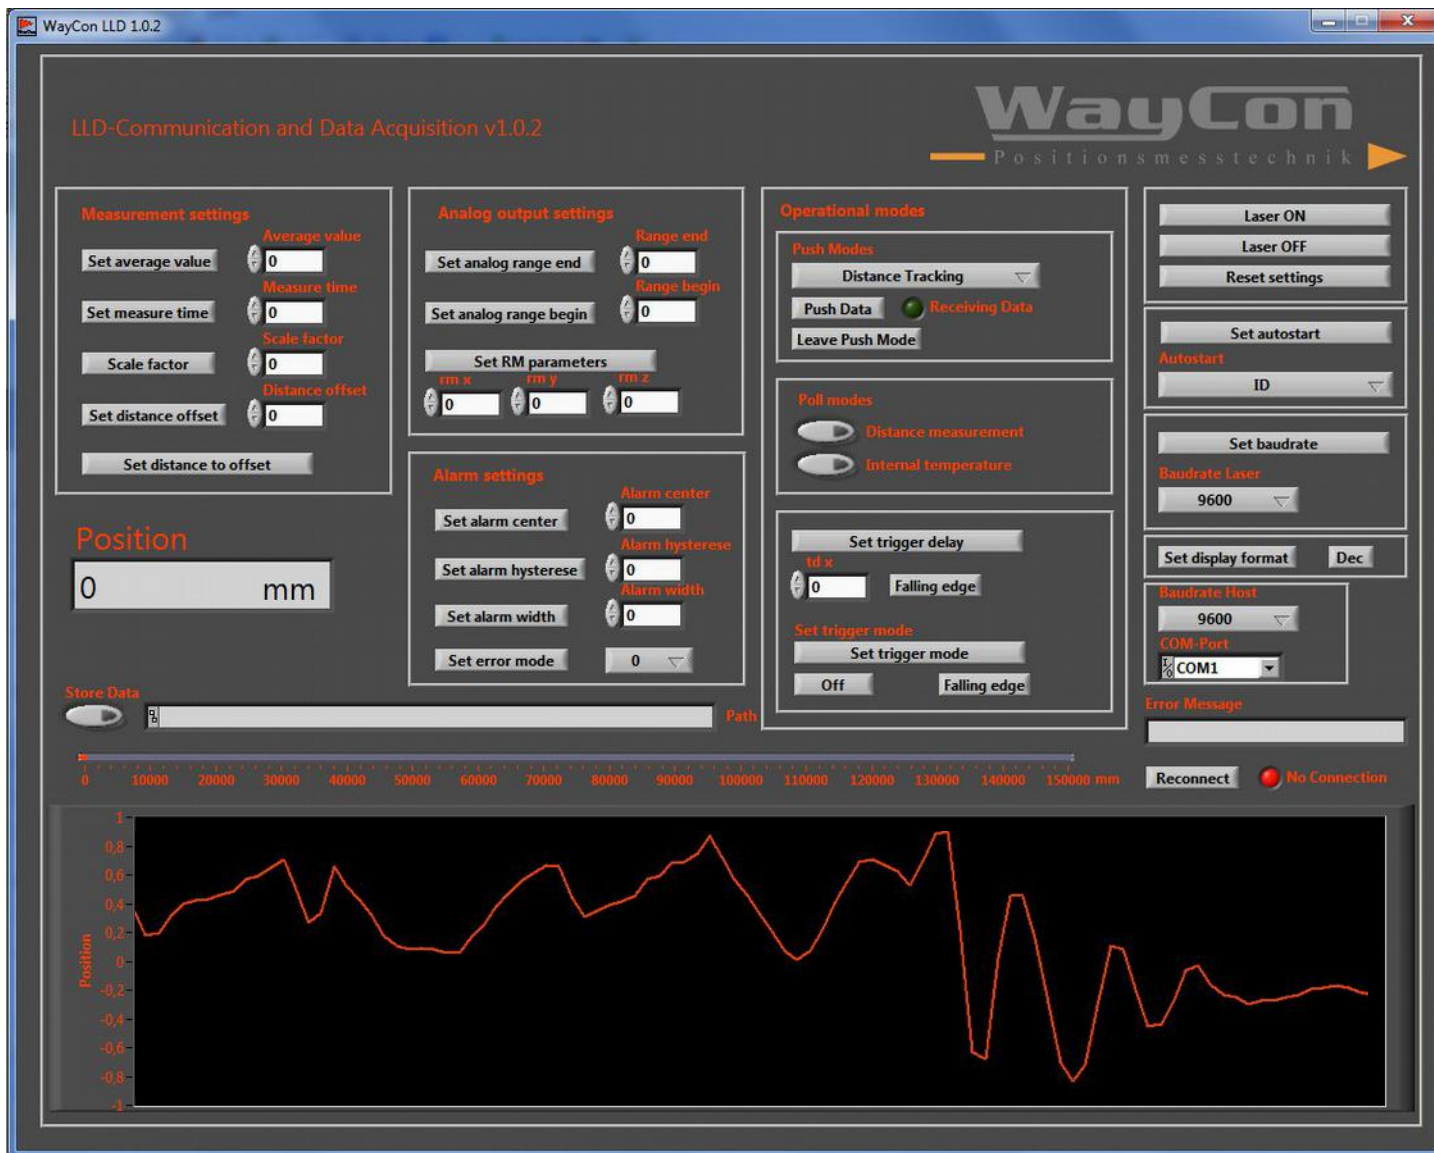 WayCon LLD 1.0.2
LLD-Communication and Data Acquisition v1.0.2
WayCon
Positionsmesstechnik
Measurement settings
Average value
Set average value
0
Measure time
Set measure time
0
Scale factor
Scale factor
0
Distance offset
Set distance offset
0
Set distance to offset
Position
0 mm
Analog output settings
Range end
Set analog range end
0
Range begin
Set analog range begin
0
Set RM parameters
rm x rm y rm z
0 0 0
Alarm settings
Alarm center
Set alarm center
0
Alarm hysterese
Set alarm hysterese
0
Alarm width
Set alarm width
0
Set error mode
0
Operational modes
Push Modes
Distance Tracking
Push Data
Receiving Data
Leave Push Mode
Poll modes
Distance measurement
Internal temperature
Set trigger delay
td x
0
Falling edge
Set trigger mode
Set trigger mode
Off
Falling edge
Laser ON
Laser OFF
Reset settings
Set autostart
Autostart
ID
Set baudrate
Baudrate Laser
9600
Set display format
Dec
Baudrate Host
9600
COM-Port
COM1
Error Message
Reconnect
No Connection
Store Data
Path
0 10000 20000 30000 40000 50000 60000 70000 80000 90000 100000 110000 120000 130000 140000 150000 mm
Position
1
0,8
0,6
0,4
0,2
0
-0,2
-0,4
-0,6
-0,8
-1